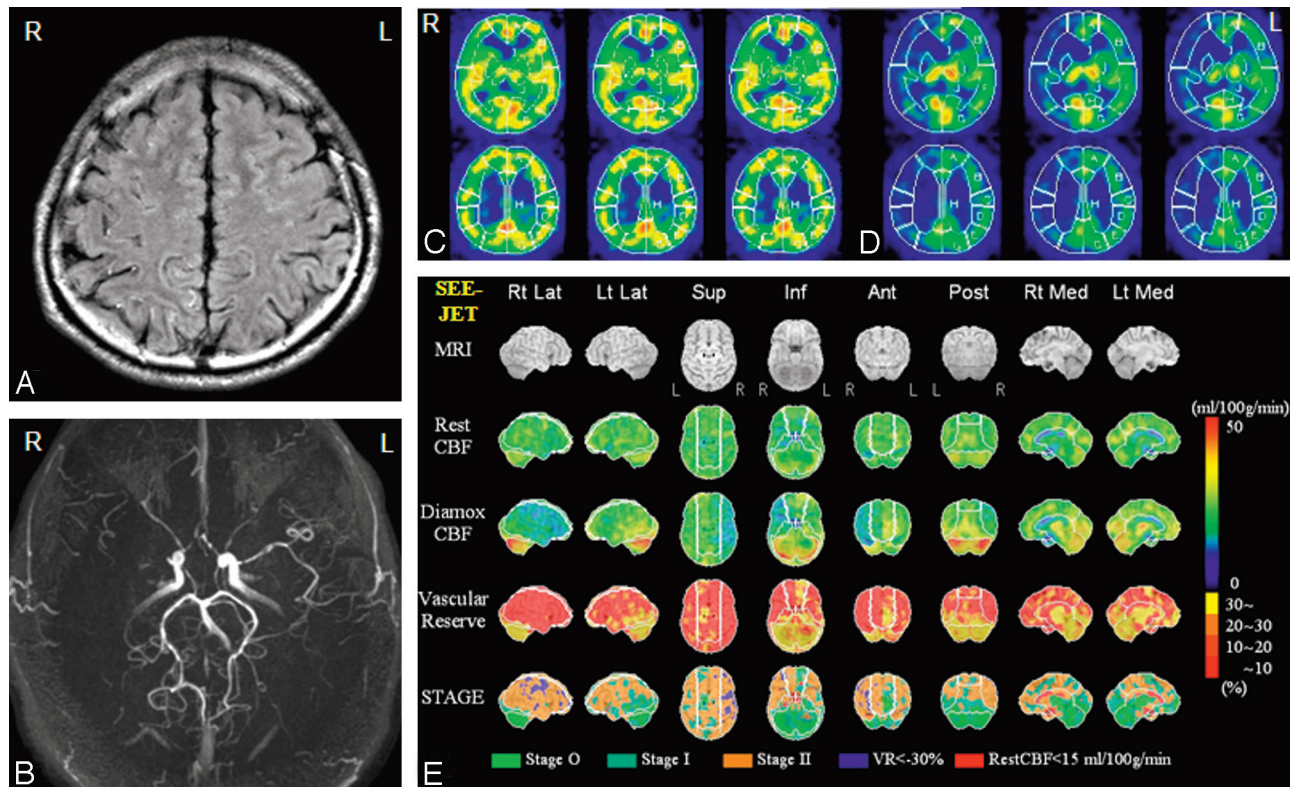 R L
A
R L
B
R L
C D
A B C E G H
SEE-JET
Rt Lat Lt Lat Sup Inf Ant Post Rt Med Lt Med
MRI
L R R L R L L R
Rest CBF
Diamox CBF
Vascular Reserve
STAGE
(ml/100g/min)
50
0
30~
20~30
10~20
~10
(%)
Stage O Stage I Stage II VR<-30% RestCBF<15 ml/100g/min
E